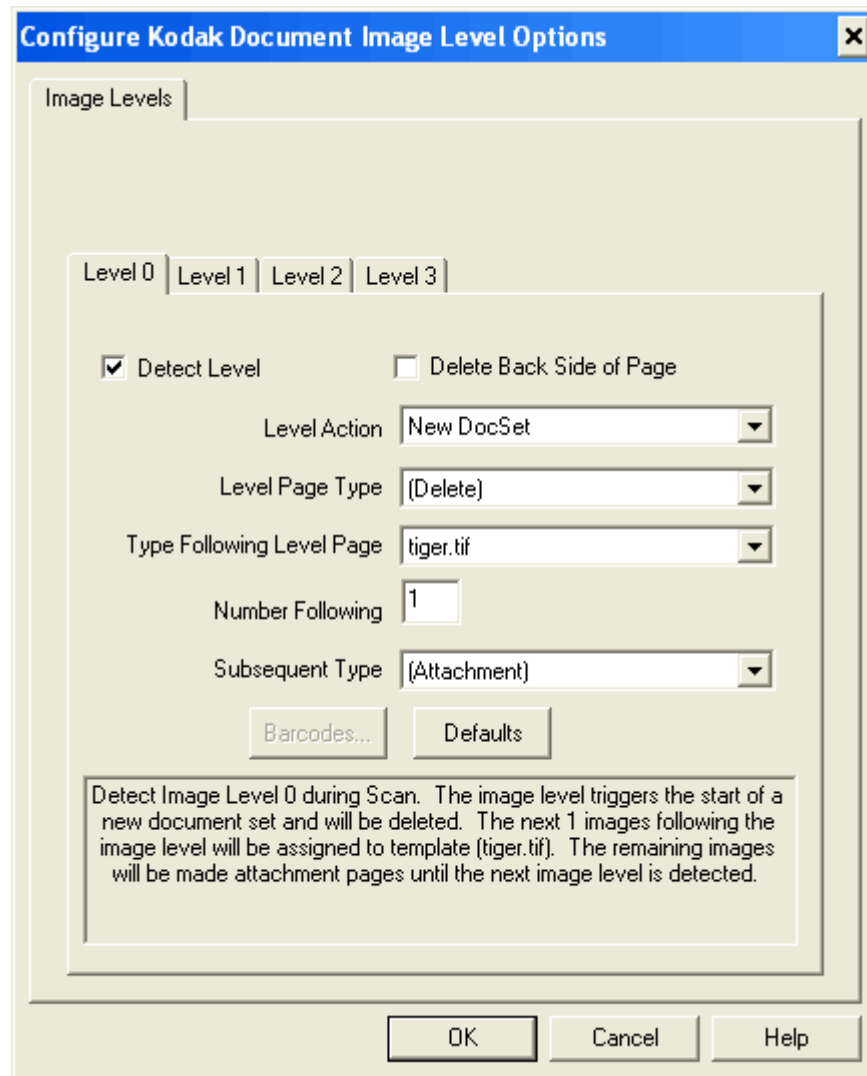 Configure Kodak Document Image Level Options
Image Levels
Level 0 Level 1 Level 2 Level 3
Detect Level Delete Back Side of Page
Level Action New DocSet
Level Page Type (Delete)
Type Following Level Page tiger.tif
Number Following 1
Subsequent Type (Attachment)
Barcodes... Defaults
Detect Image Level 0 during Scan. The image level triggers the start of a
new document set and will be deleted. The next 1 images following the
image level will be assigned to template (tiger.tif). The remaining images
will be made attachment pages until the next image level is detected.
OK Cancel Help